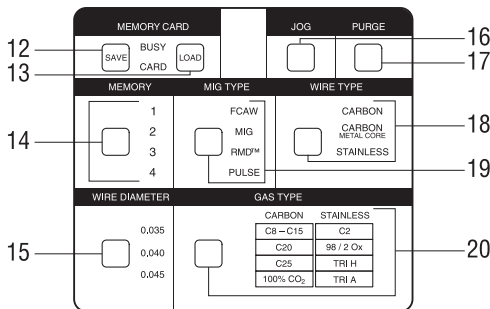 MEMORY CARD
JOG
PURGE
12
SAVE
BUSY
LOAD
CARD
13
16
17
MEMORY
MIG TYPE
WIRE TYPE
14
1
2
3
4
FCAW
MIG
RMD™
PULSE
CARBON
CARBON
METAL CORE
STAINLESS
18
19
WIRE DIAMETER
GAS TYPE
15
0.035
0.040
0.045
CARBON STAINLESS
C8 – C15 C2
C20 98 / 2 Ox
C25 TRI H
100% CO₂ TRI A
20